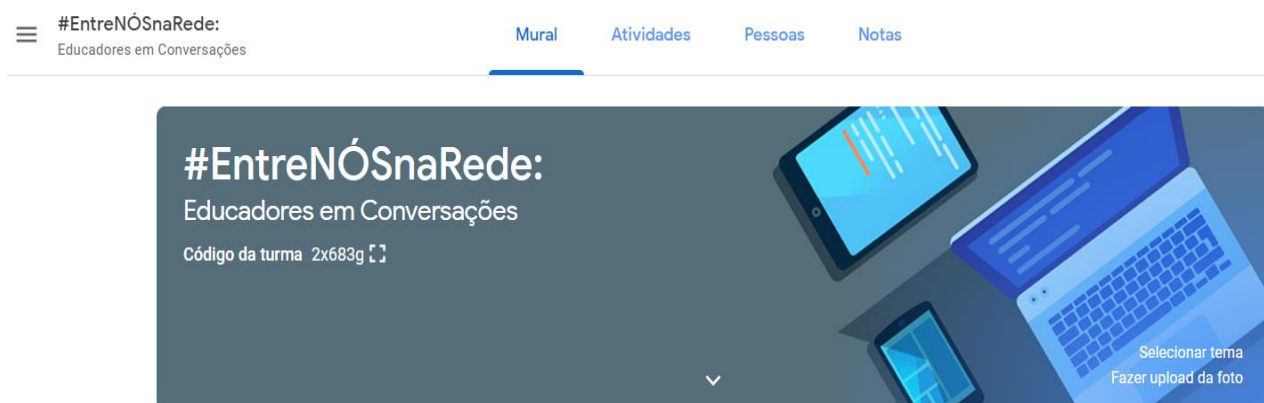 #EntreNÓSnaRede:
Educadores em Conversações
Mural Atividades Pessoas Notas
#EntreNÓSnaRede:
Educadores em Conversações
Código da turma 2x683g
Selecionar tema
Fazer upload da foto